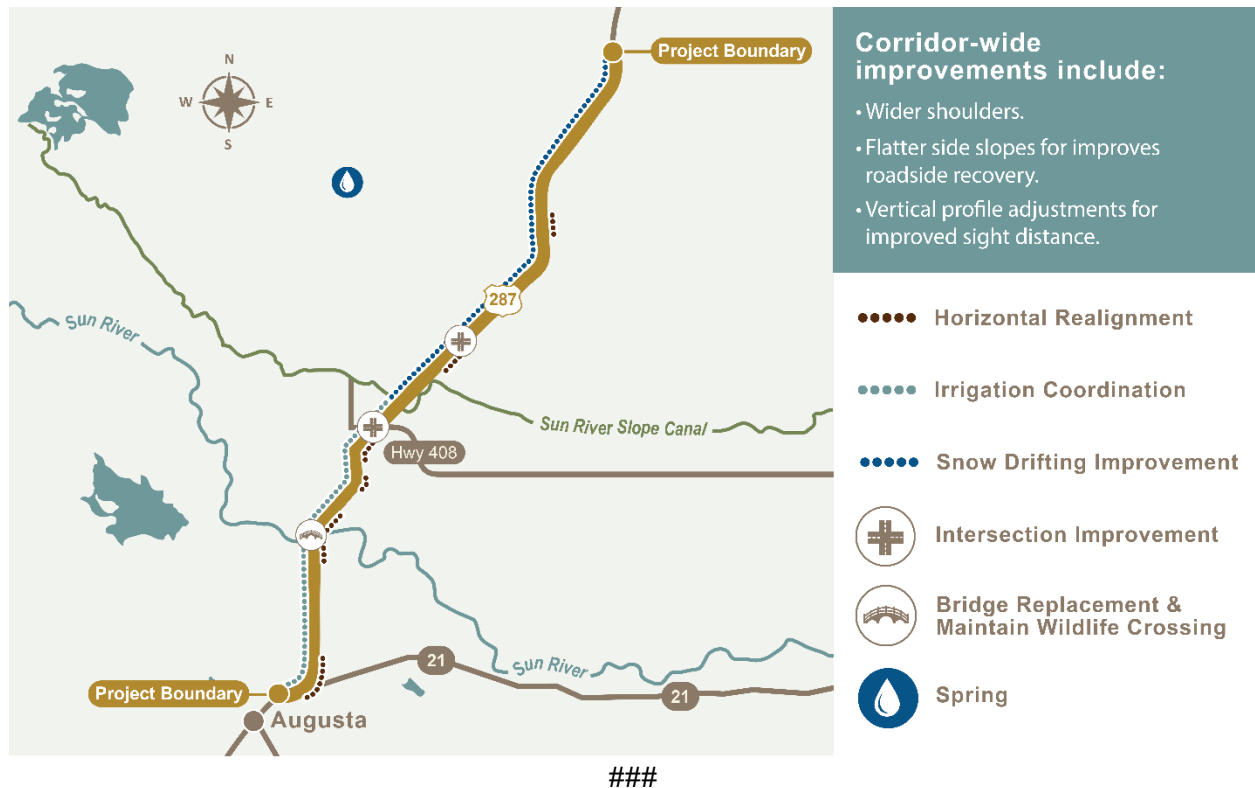 Project Boundary
N
W E
S
287
Sun River
Sun River Slope Canal
Hwy 408
Sun River
21
21
Project Boundary
Augusta
Corridor-wide
improvements include:
• Wider shoulders.
• Flatter side slopes for improves
roadside recovery.
• Vertical profile adjustments for
improved sight distance.
Horizontal Realignment
Irrigation Coordination
Snow Drifting Improvement
Intersection Improvement
Bridge Replacement &
Maintain Wildlife Crossing
Spring
###